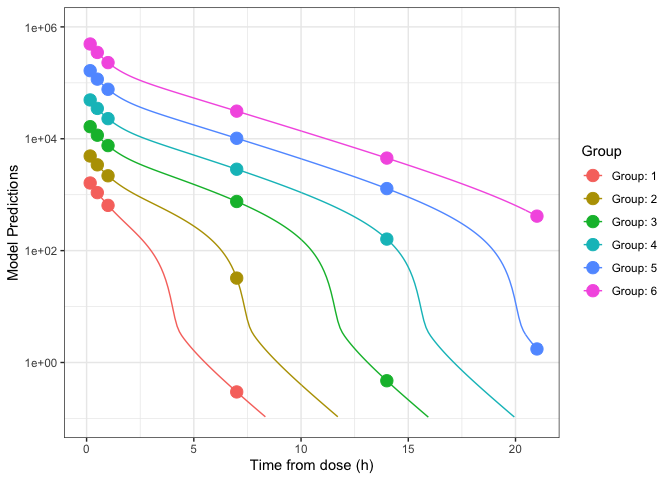 1e+06
1e+04
1e+02
1e+00
Model Predictions
0
5
10
15
20
Time from dose (h)
Group
Group: 1
Group: 2
Group: 3
Group: 4
Group: 5
Group: 6